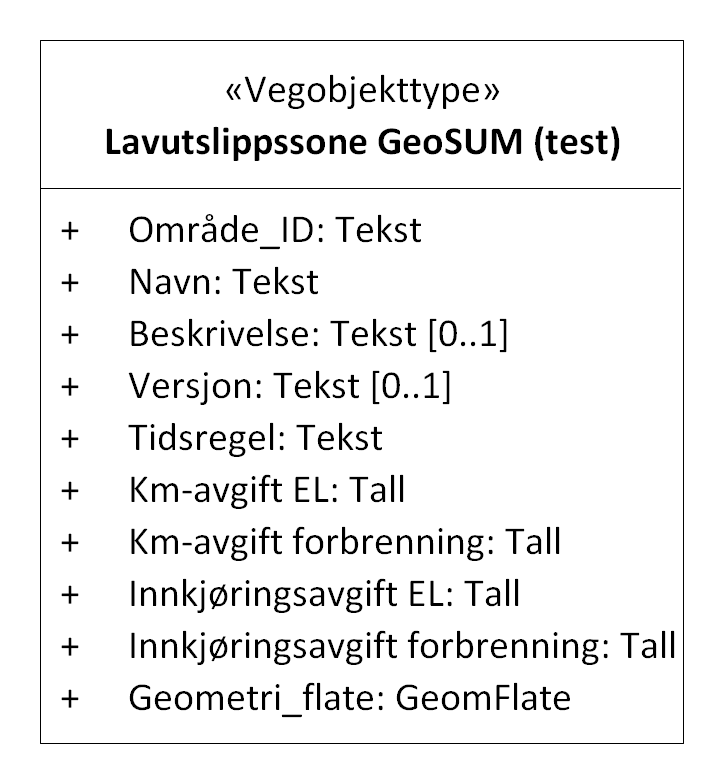 «Vegobjekttype»
Lavutslippssone GeoSUM (test)
+ Område_ID: Tekst
+ Navn: Tekst
+ Beskrivelse: Tekst [0..1]
+ Versjon: Tekst [0..1]
+ Tidsregel: Tekst
+ Km-avgift EL: Tall
+ Km-avgift forbrenning: Tall
+ Innkjøringsavgift EL: Tall
+ Innkjøringsavgift forbrenning: Tall
+ Geometri_flate: GeomFlate